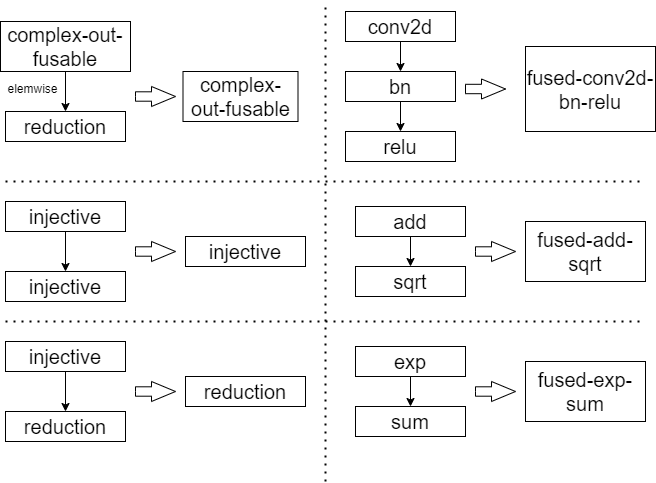 complex-out-
fusable
elemwise
reduction
complex-
out-fusable
conv2d
bn
relu
fused-conv2d-
bn-relu
injective
injective
injective
add
sqrt
fused-add-
sqrt
injective
reduction
reduction
exp
sum
fused-exp-
sum